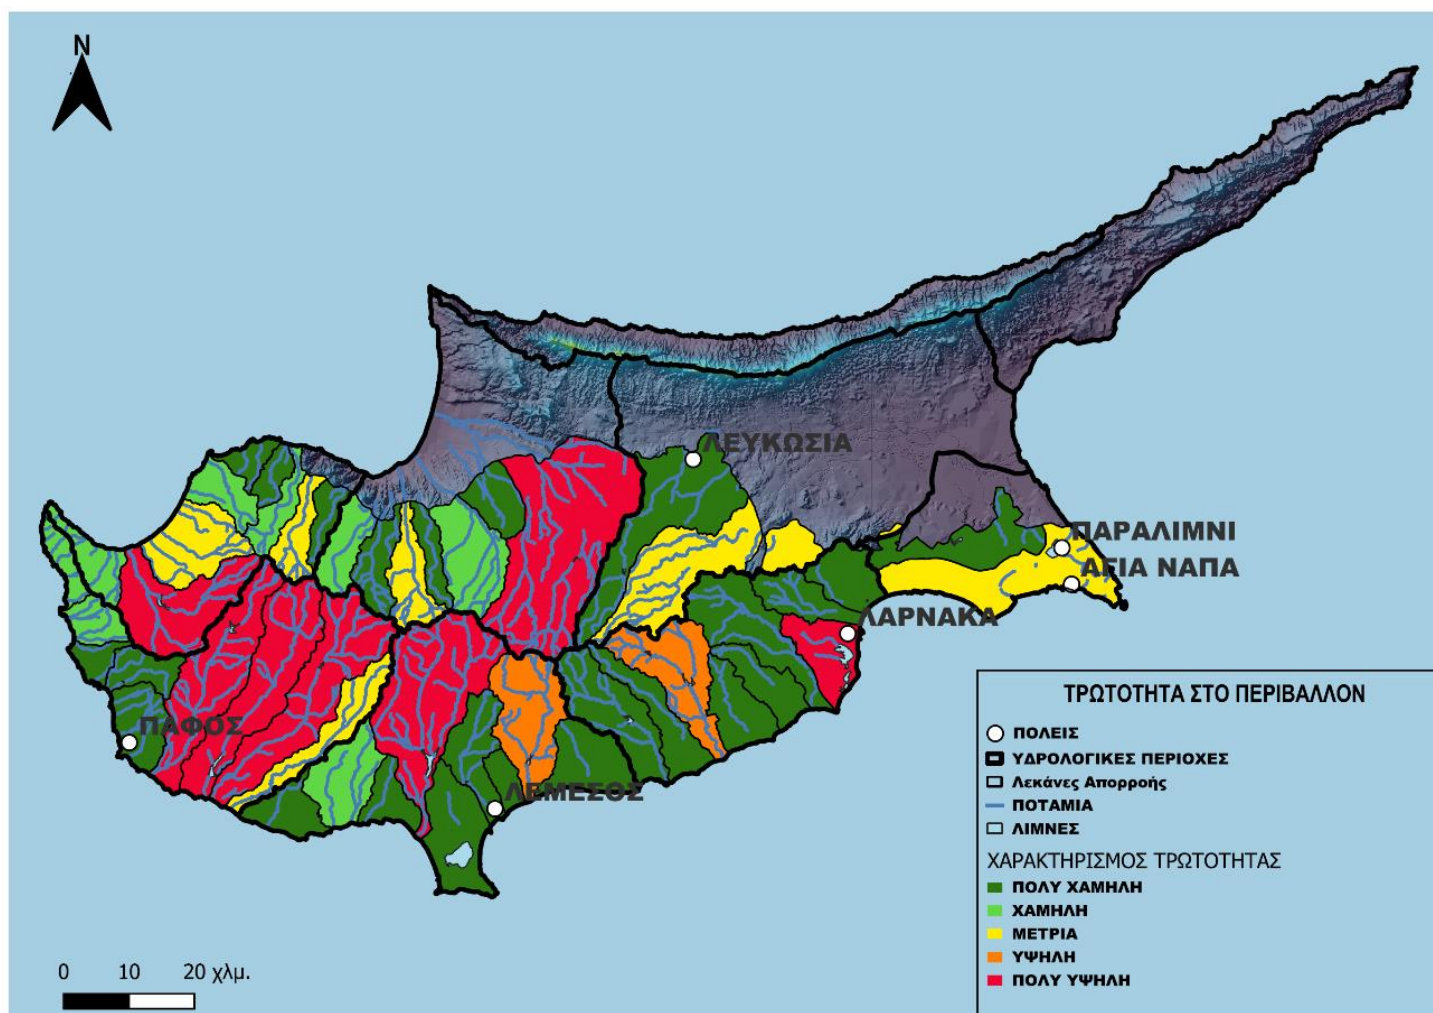 N
ΛΕΥΚΩΣΙΑ
ΠΑΡΑΛΙΜΝΙ
ΑΓΙΑ ΝΑΠΑ
ΛΑΡΝΑΚΑ
ΠΑΦΟΣ
ΛΕΜΕΣΟΣ
ΤΡΩΤΟΤΗΤΑ ΣΤΟ ΠΕΡΙΒΑΛΛΟΝ
ΠΟΛΕΙΣ
ΥΔΡΟΛΟΓΙΚΕΣ ΠΕΡΙΟΧΕΣ
Λεκάνες Απορροής
ΠΟΤΑΜΙΑ
ΛΙΜΝΕΣ
ΧΑΡΑΚΤΗΡΙΣΜΟΣ ΤΡΩΤΟΤΗΤΑΣ
ΠΟΛΥ ΧΑΜΗΛΗ
ΧΑΜΗΛΗ
ΜΕΤΡΙΑ
ΥΨΗΛΗ
ΠΟΛΥ ΥΨΗΛΗ
0 10 20 χλμ.